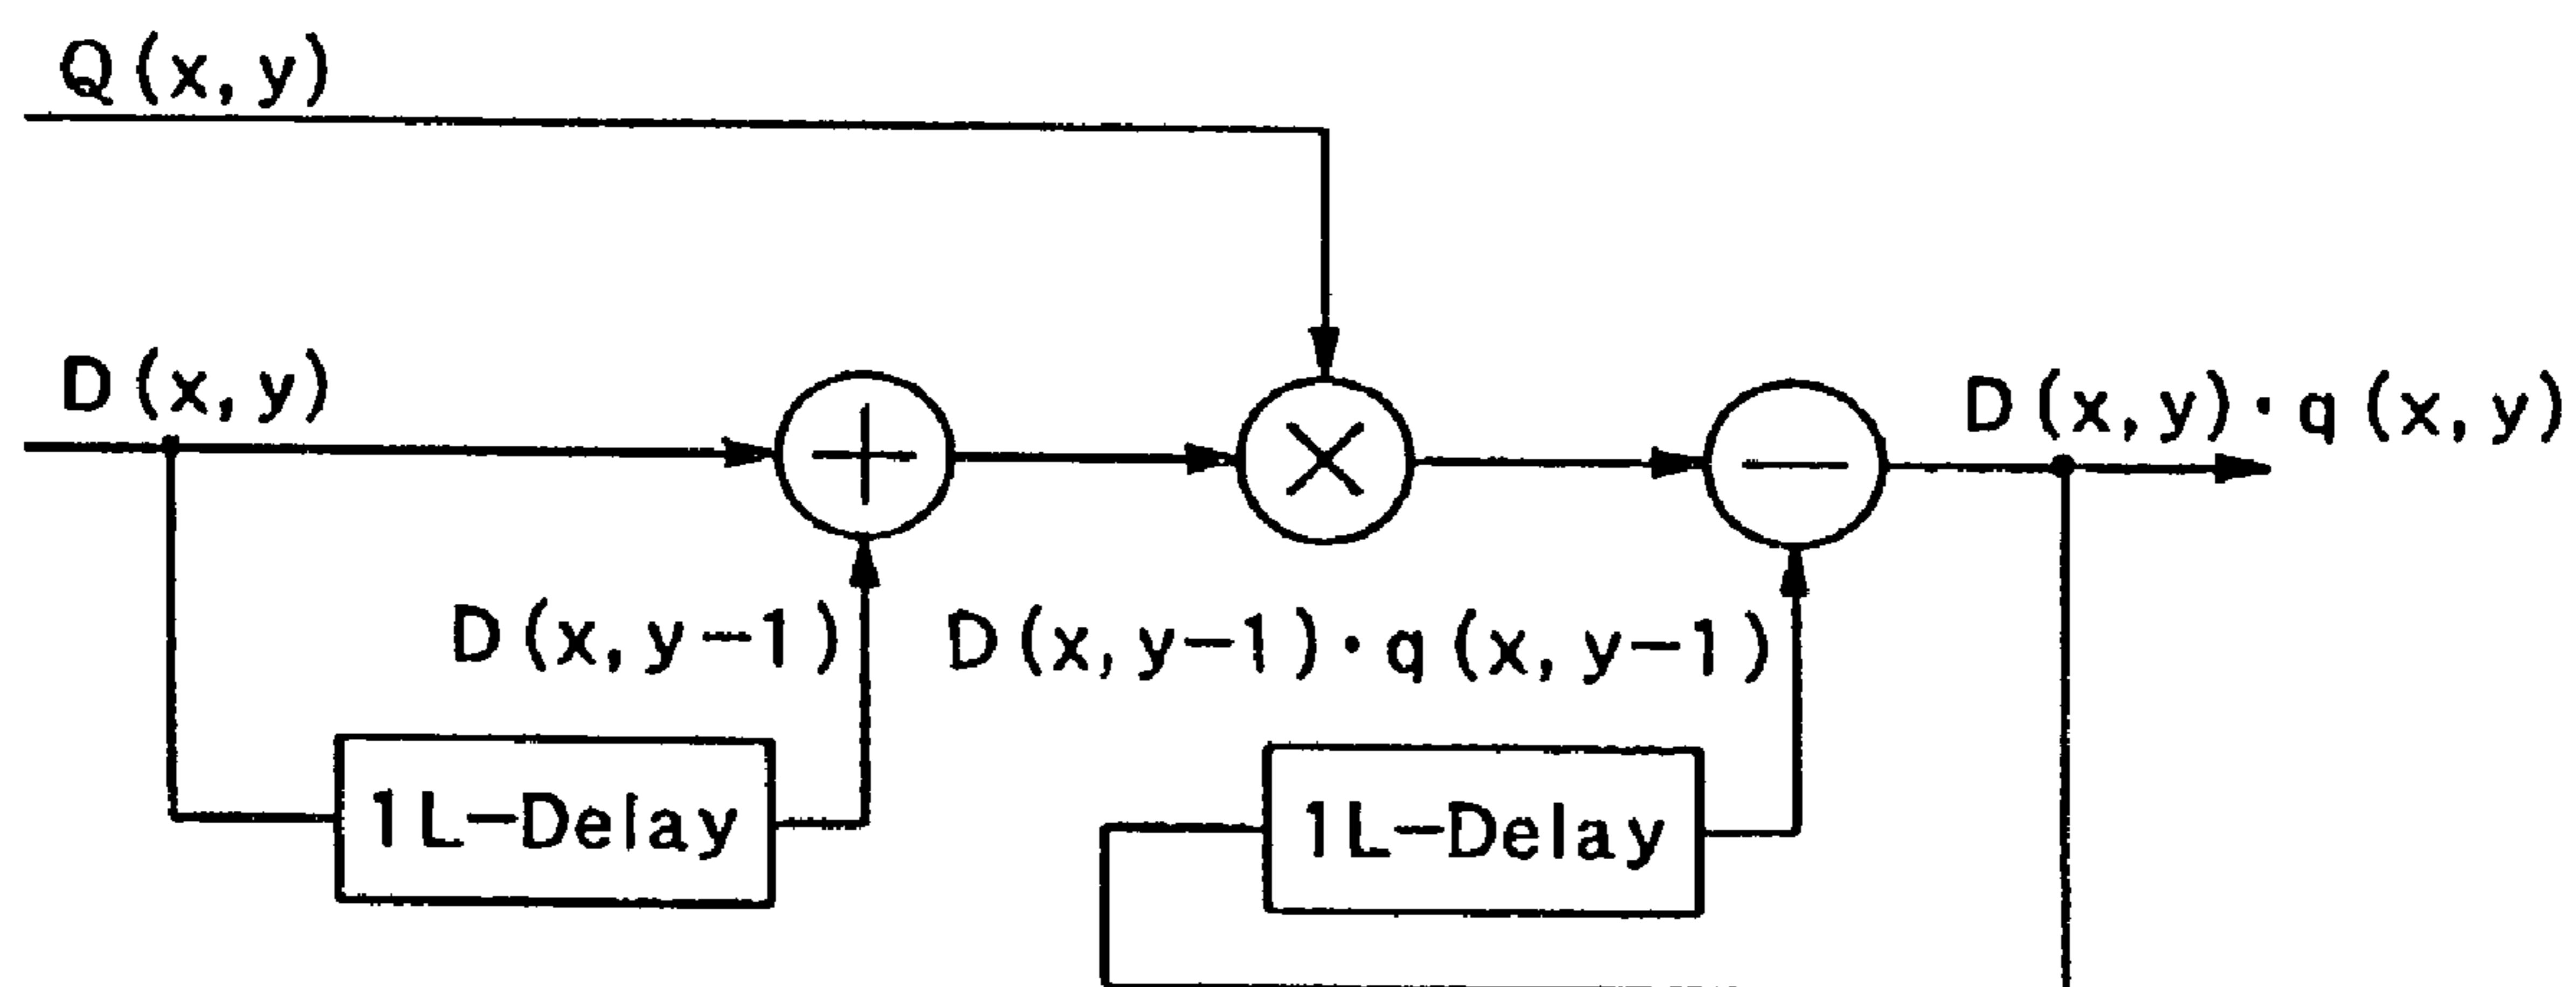 Q(x, y)
D(x, y)
D(x, y)・q(x, y)
D(x, y−1)
D(x, y−1)・q(x, y−1)
1L−Delay
1L−Delay